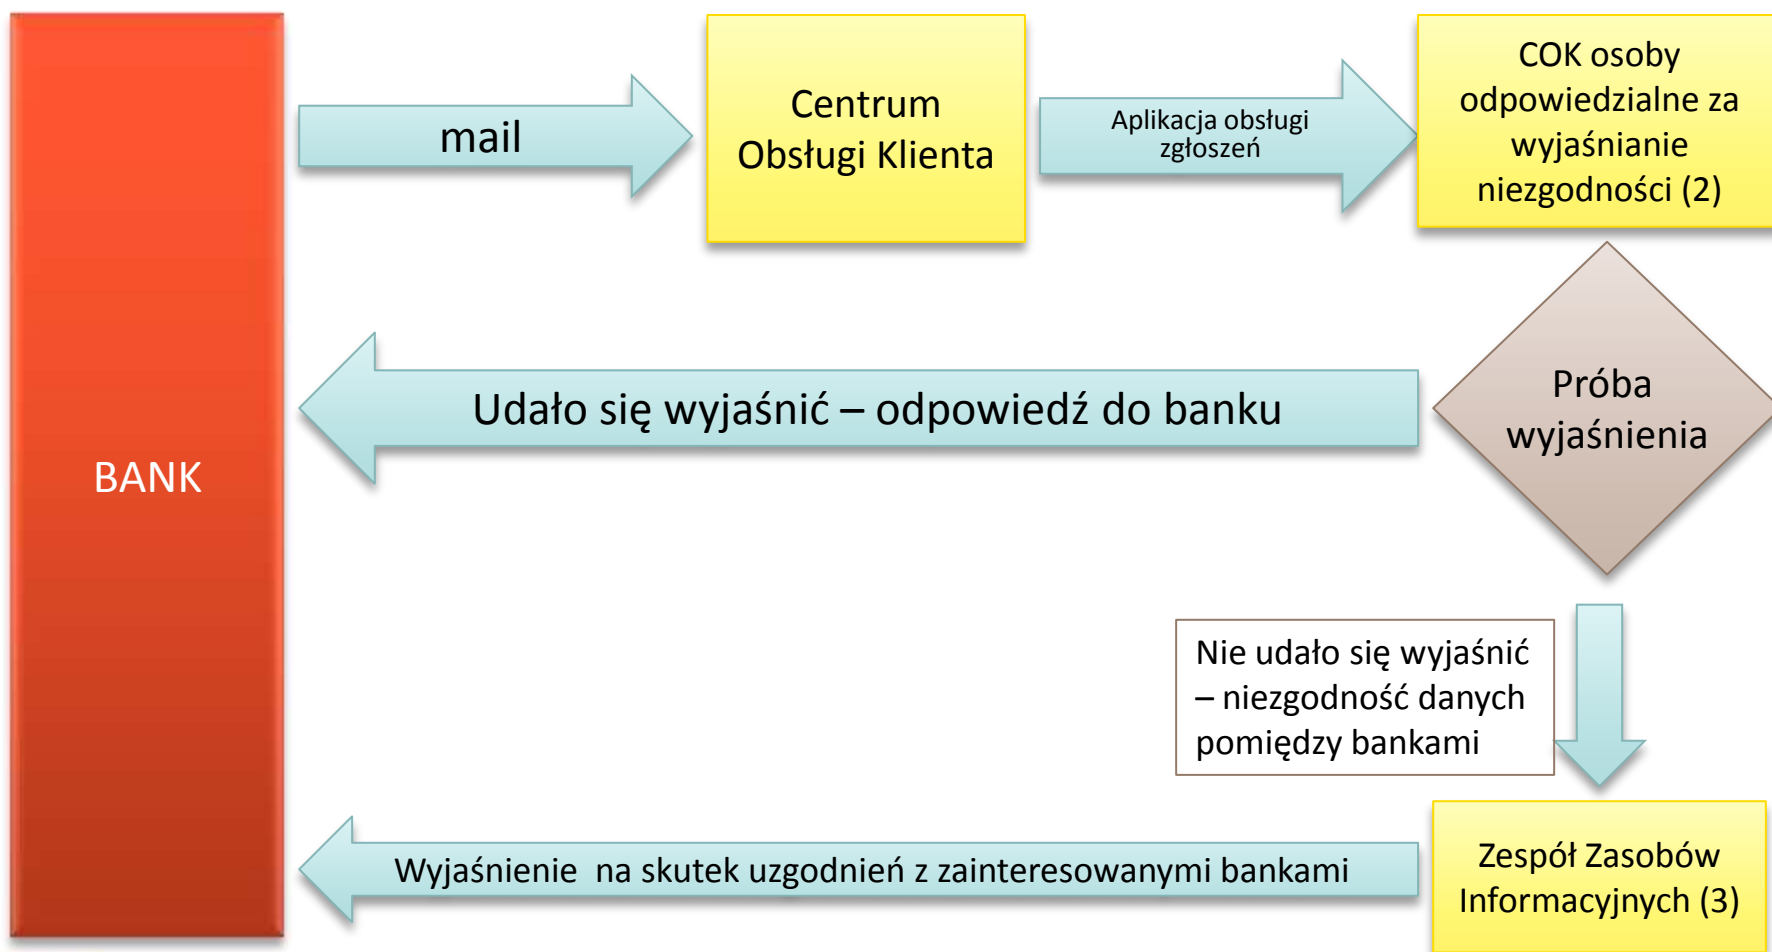 mail
Centrum
Obsługi Klienta
Aplikacja obsługi
zgłoszeń
COK osoby
odpowiedzialne za
wyjaśnianie
niezgodności (2)
BANK
Udało się wyjaśnić – odpowiedź do banku
Próba
wyjaśnienia
Nie udało się wyjaśnić
– niezgodność danych
pomiędzy bankami
Wyjaśnienie na skutek uzgodnień z zainteresowanymi bankami
Zespół Zasobów
Informacyjnych (3)